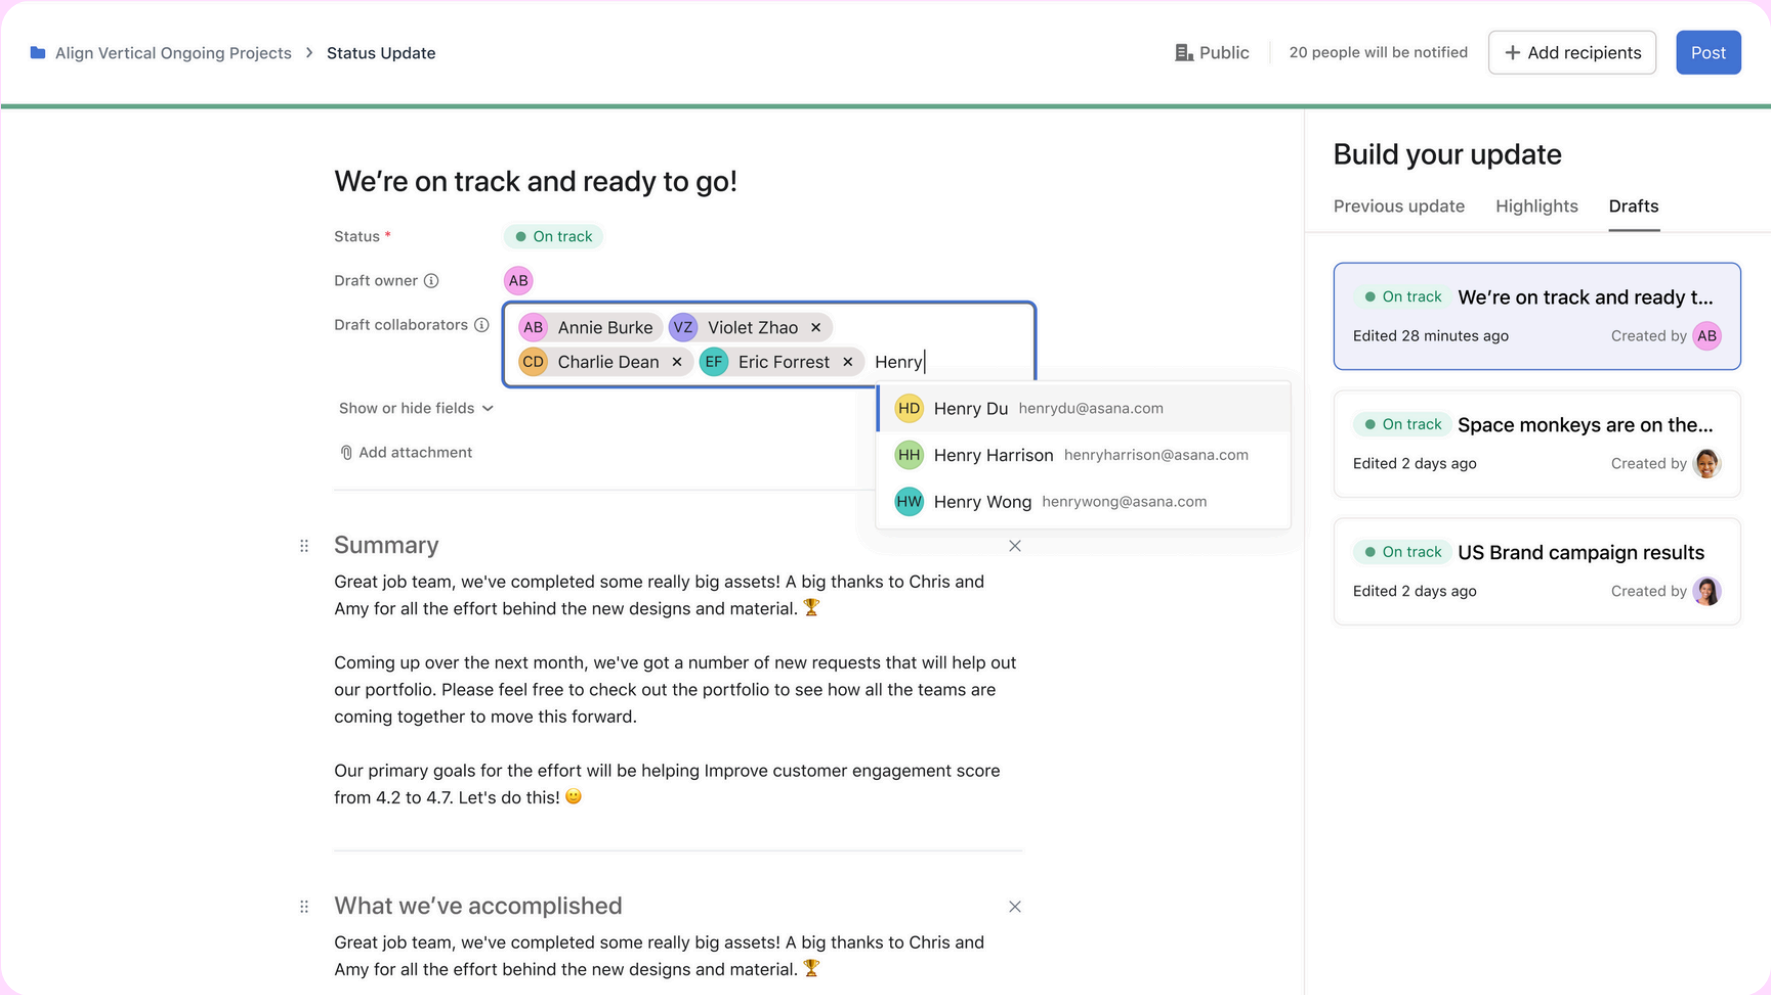 Align Vertical Ongoing Projects > Status Update
Public
20 people will be notified
+ Add recipients
Post
We’re on track and ready to go!
Status *
On track
Draft owner
AB
Draft collaborators
AB Annie Burke VZ Violet Zhao ×
CD Charlie Dean × EF Eric Forrest × Henry
HD Henry Du henrydu@asana.com
HH Henry Harrison henryharrison@asana.com
HW Henry Wong henrywong@asana.com
Show or hide fields
Add attachment
Summary
Great job team, we've completed some really big assets! A big thanks to Chris and
Amy for all the effort behind the new designs and material. 🏆
Coming up over the next month, we've got a number of new requests that will help out
our portfolio. Please feel free to check out the portfolio to see how all the teams are
coming together to move this forward.
Our primary goals for the effort will be helping Improve customer engagement score
from 4.2 to 4.7. Let's do this! 😊
What we’ve accomplished
Great job team, we've completed some really big assets! A big thanks to Chris and
Amy for all the effort behind the new designs and material. 🏆
Build your update
Previous update Highlights Drafts
On track We’re on track and ready t...
Edited 28 minutes ago Created by AB
On track Space monkeys are on the...
Edited 2 days ago Created by
On track US Brand campaign results
Edited 2 days ago Created by